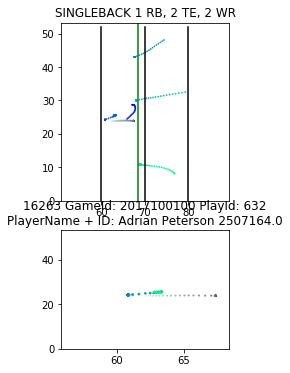 SINGLEBACK 1 RB, 2 TE, 2 WR
50
40
30
20
10
0
60 70 80
16263 GameId: 2017100100 PlayId: 632
PlayerName + ID: Adrian Peterson 2507164.0
40
20
0
60 65